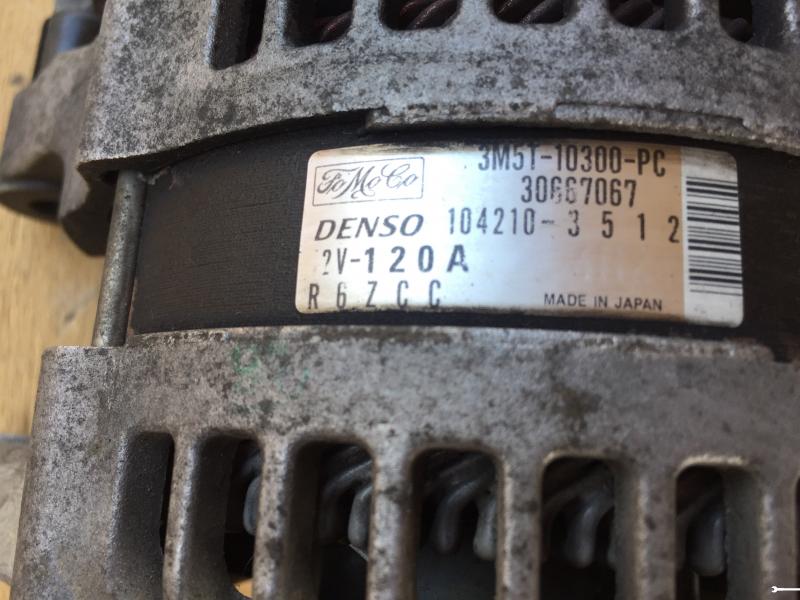 3M5T-10300-PC
FoMoCo
30667067
DENSO 104210-3512
2V-120A
R6ZCC
MADE IN JAPAN